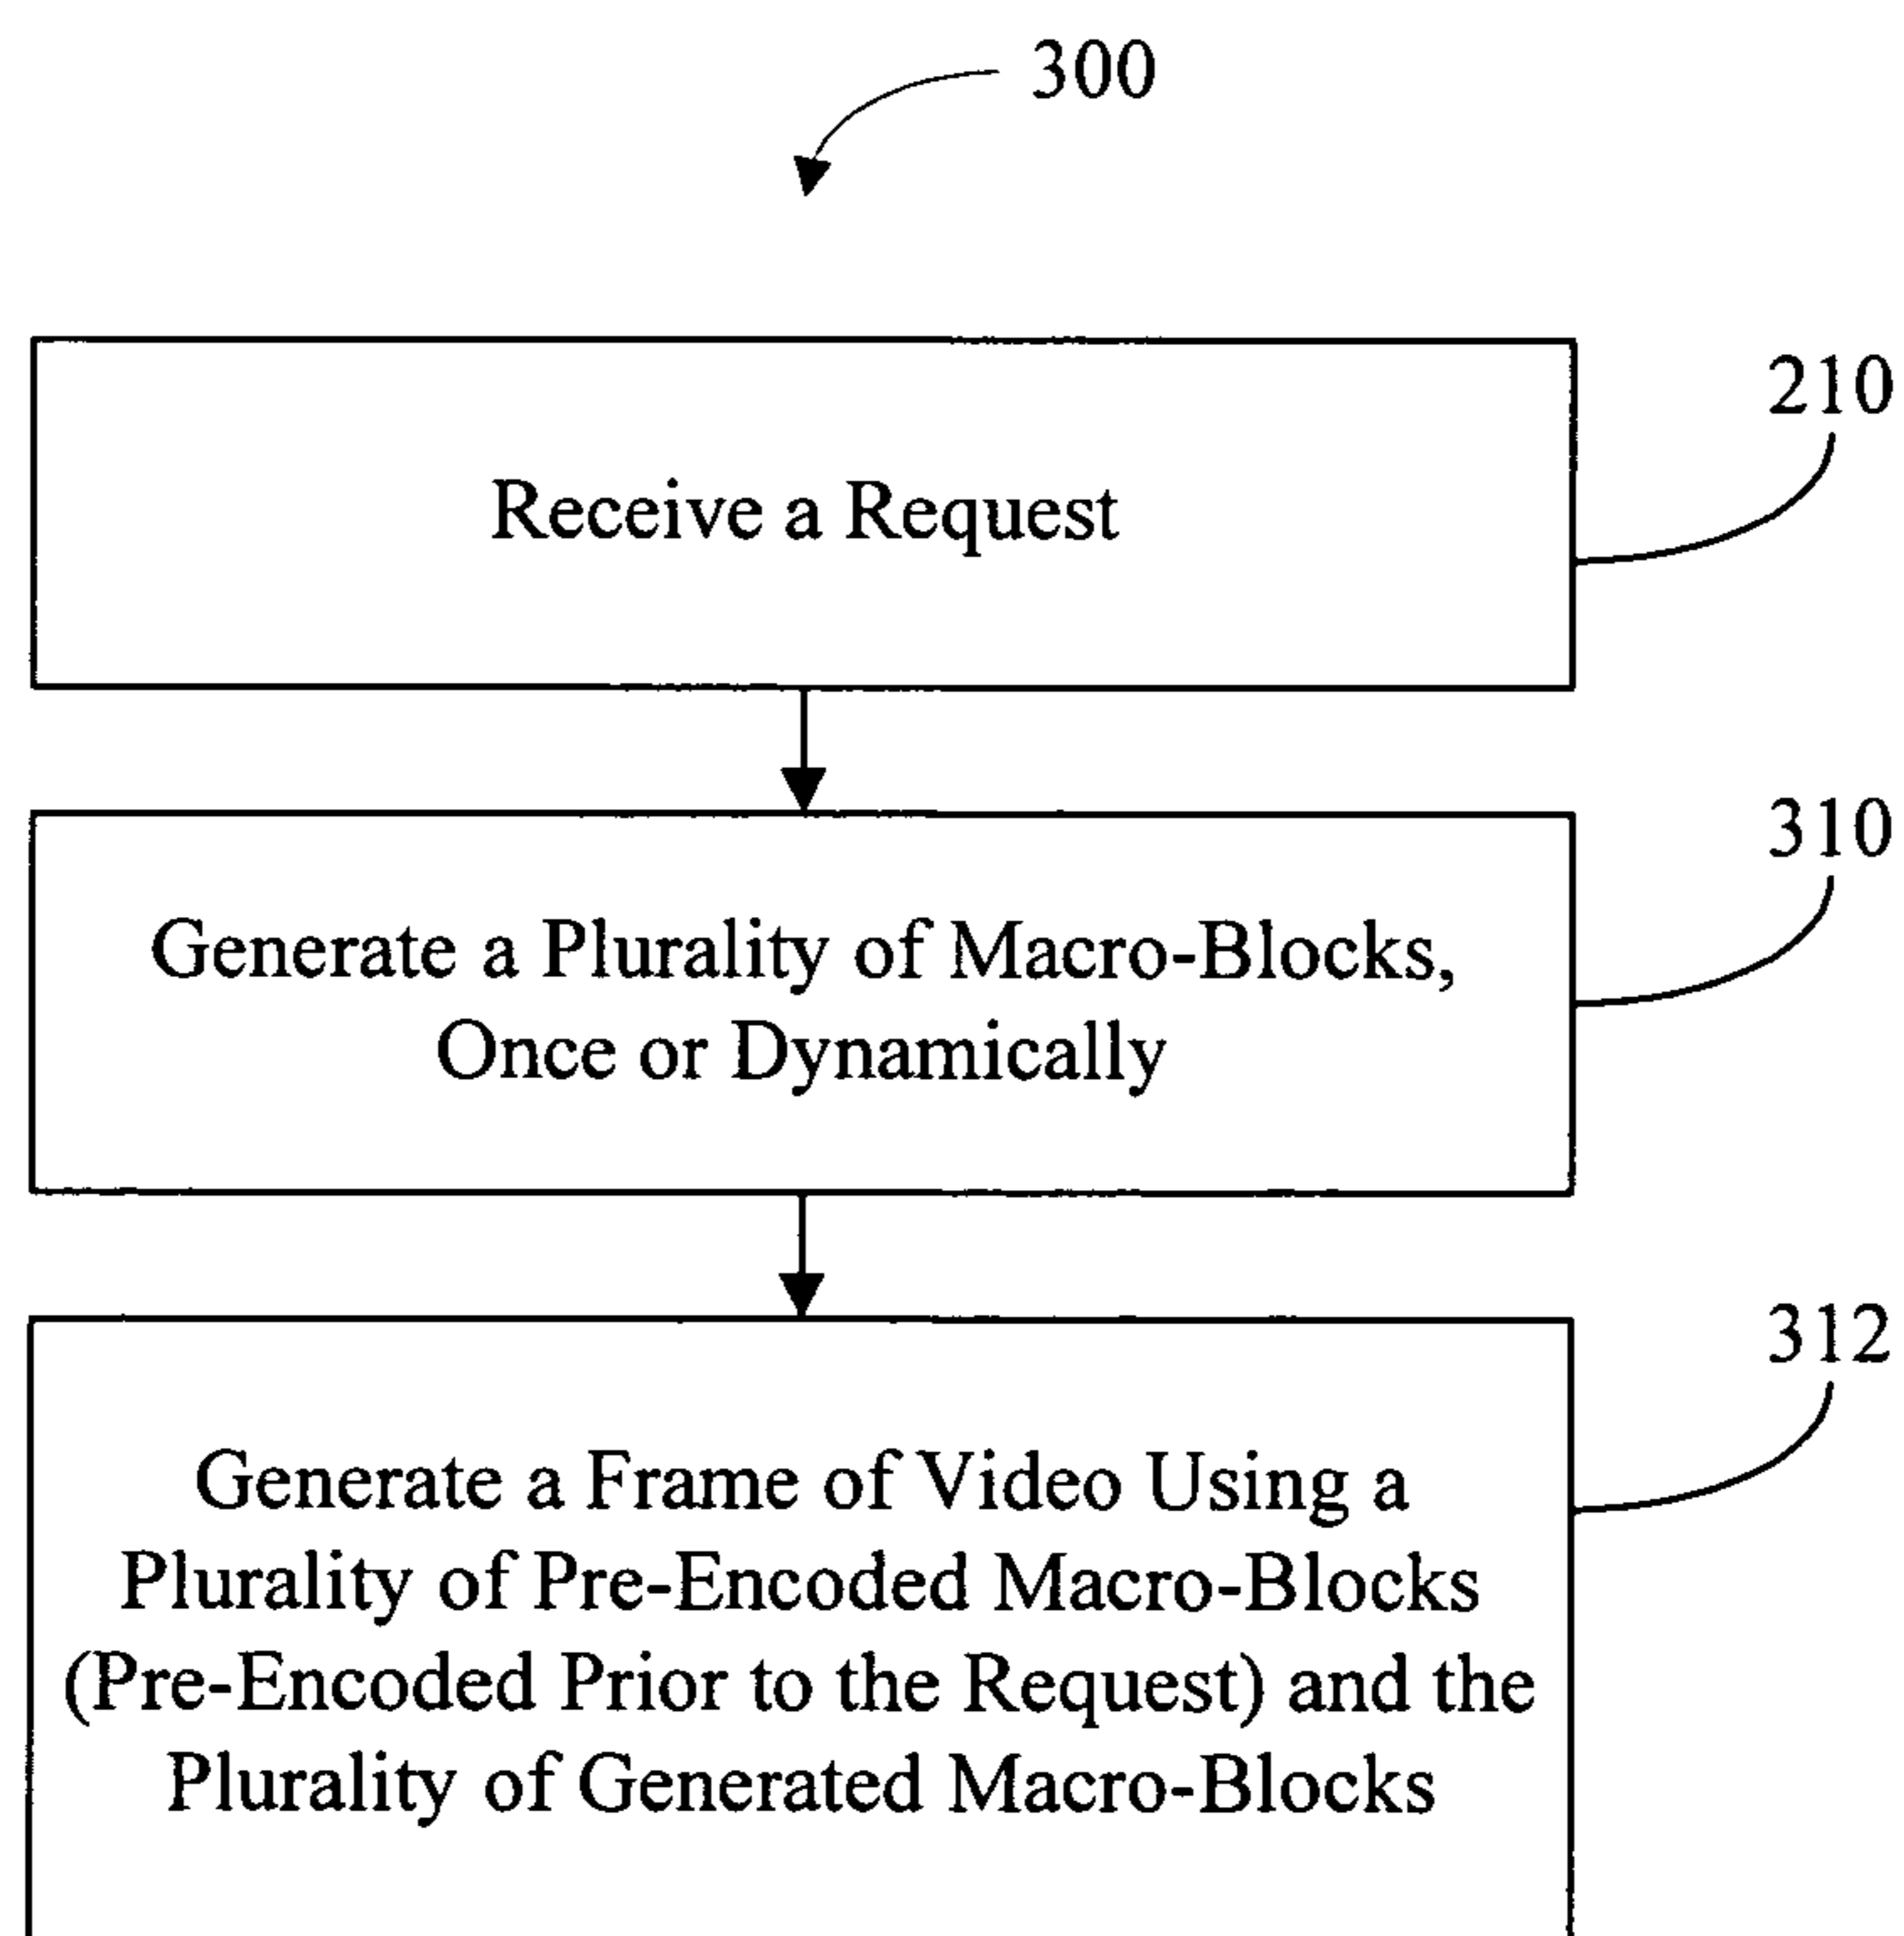 300
210
Receive a Request
310
Generate a Plurality of Macro-Blocks,
Once or Dynamically
312
Generate a Frame of Video Using a
Plurality of Pre-Encoded Macro-Blocks
(Pre-Encoded Prior to the Request) and the
Plurality of Generated Macro-Blocks